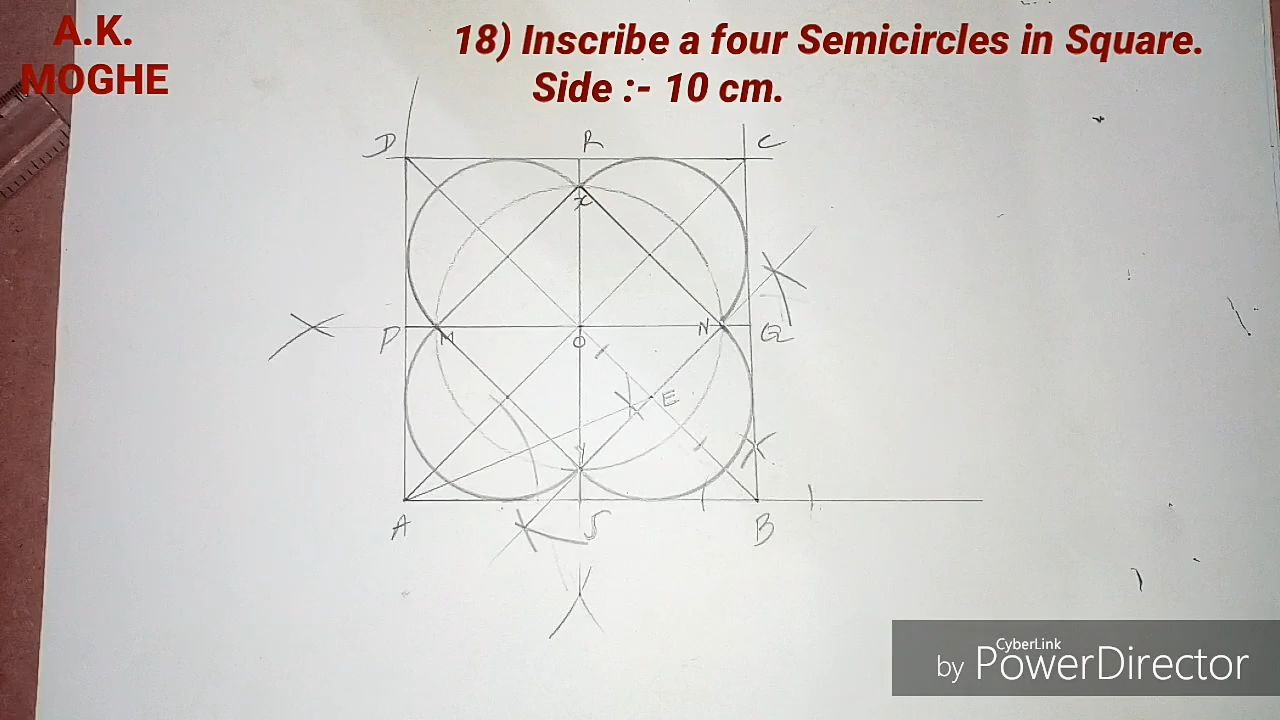 A.K.
MOGHE
18) Inscribe a four Semicircles in Square.
Side :- 10 cm.
D R C
X
P M O N Q
E
Y
A S B
CyberLink
by PowerDirector